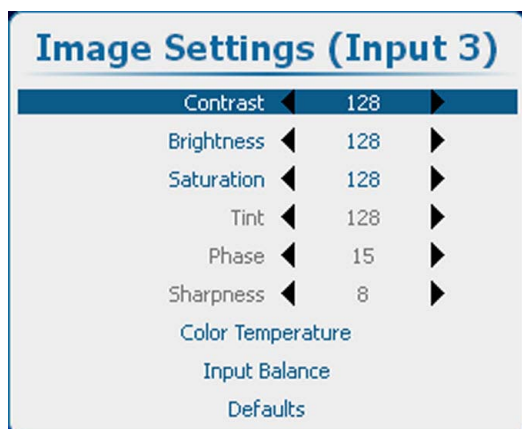 Image Settings (Input 3)
Contrast 128
Brightness 128
Saturation 128
Tint 128
Phase 15
Sharpness 8
Color Temperature
Input Balance
Defaults